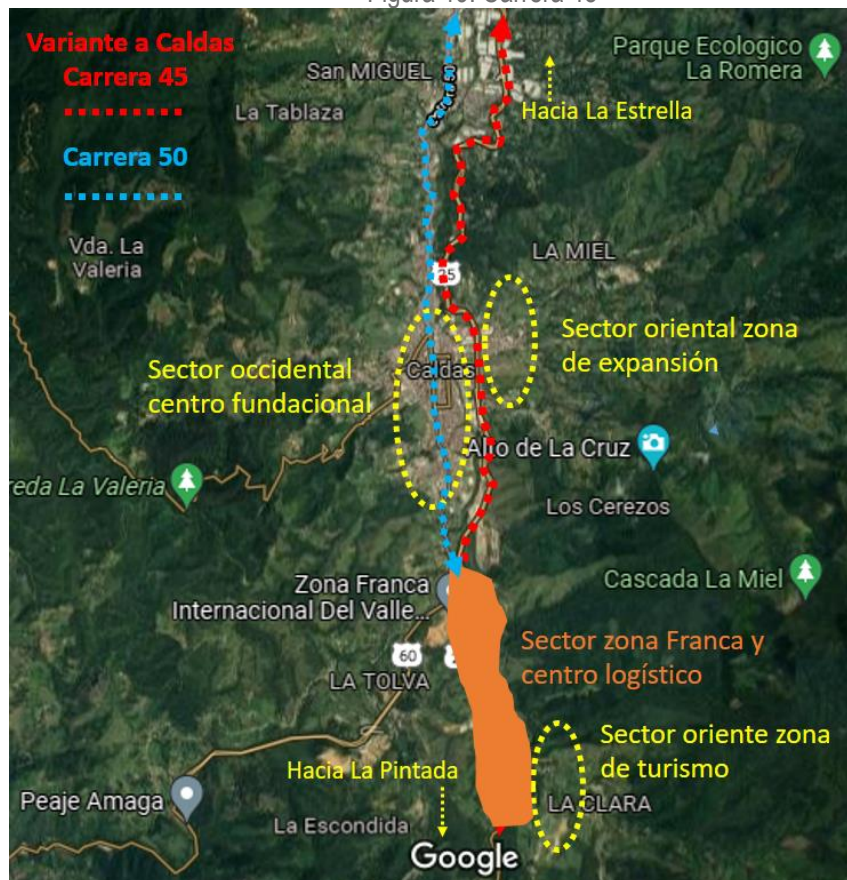 Variante a Caldas
Carrera 45
Carrera 50
San MIGUEL
La Tablaza
Parque Ecologico
La Romera
Hacia La Estrella
Vda. La
Valeria
LA MIEL
25
Sector oriental zona
de expansión
Sector occidental
centro fundacional
Caldas
Alto de La Cruz
reda La Valeria
Los Cerezos
Zona Franca
Internacional Del Valle...
Cascada La Miel
60
LA TOLVA
Sector zona Franca y
centro logístico
Hacia La Pintada
Sector oriente zona
de turismo
Peaje Amaga
LA CLARA
La Escondida
Google